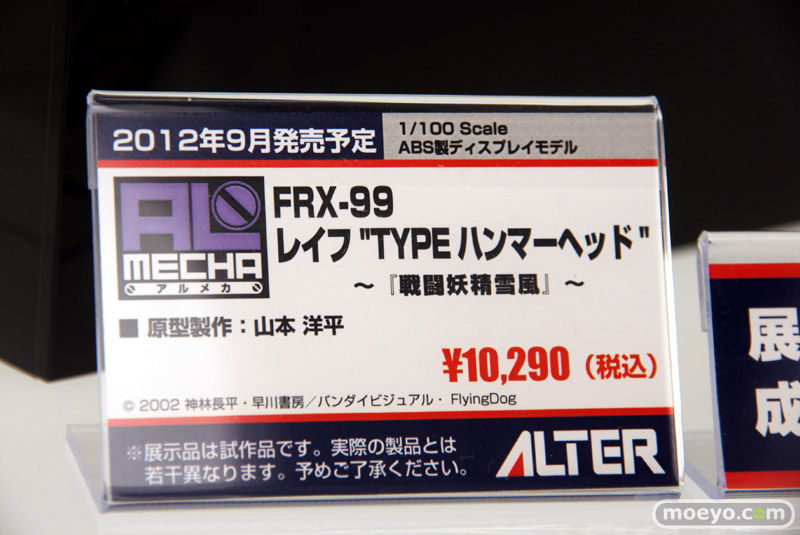 2012年9月発売予定
1/100 Scale
ABS製ディスプレイモデル
AL
MECHA
アルメカ
FRX-99
レイフ"TYPE ハンマーヘッド"
～『戦闘妖精雪風』～
■ 原型製作：山本 洋平
¥10,290（税込）
© 2002 神林長平・早川書房／バンダイビジュアル・ FlyingDog
※展示品は試作品です。実際の製品とは
若干異なります。予めご了承ください。
ALTER
展
成
moeyo.com